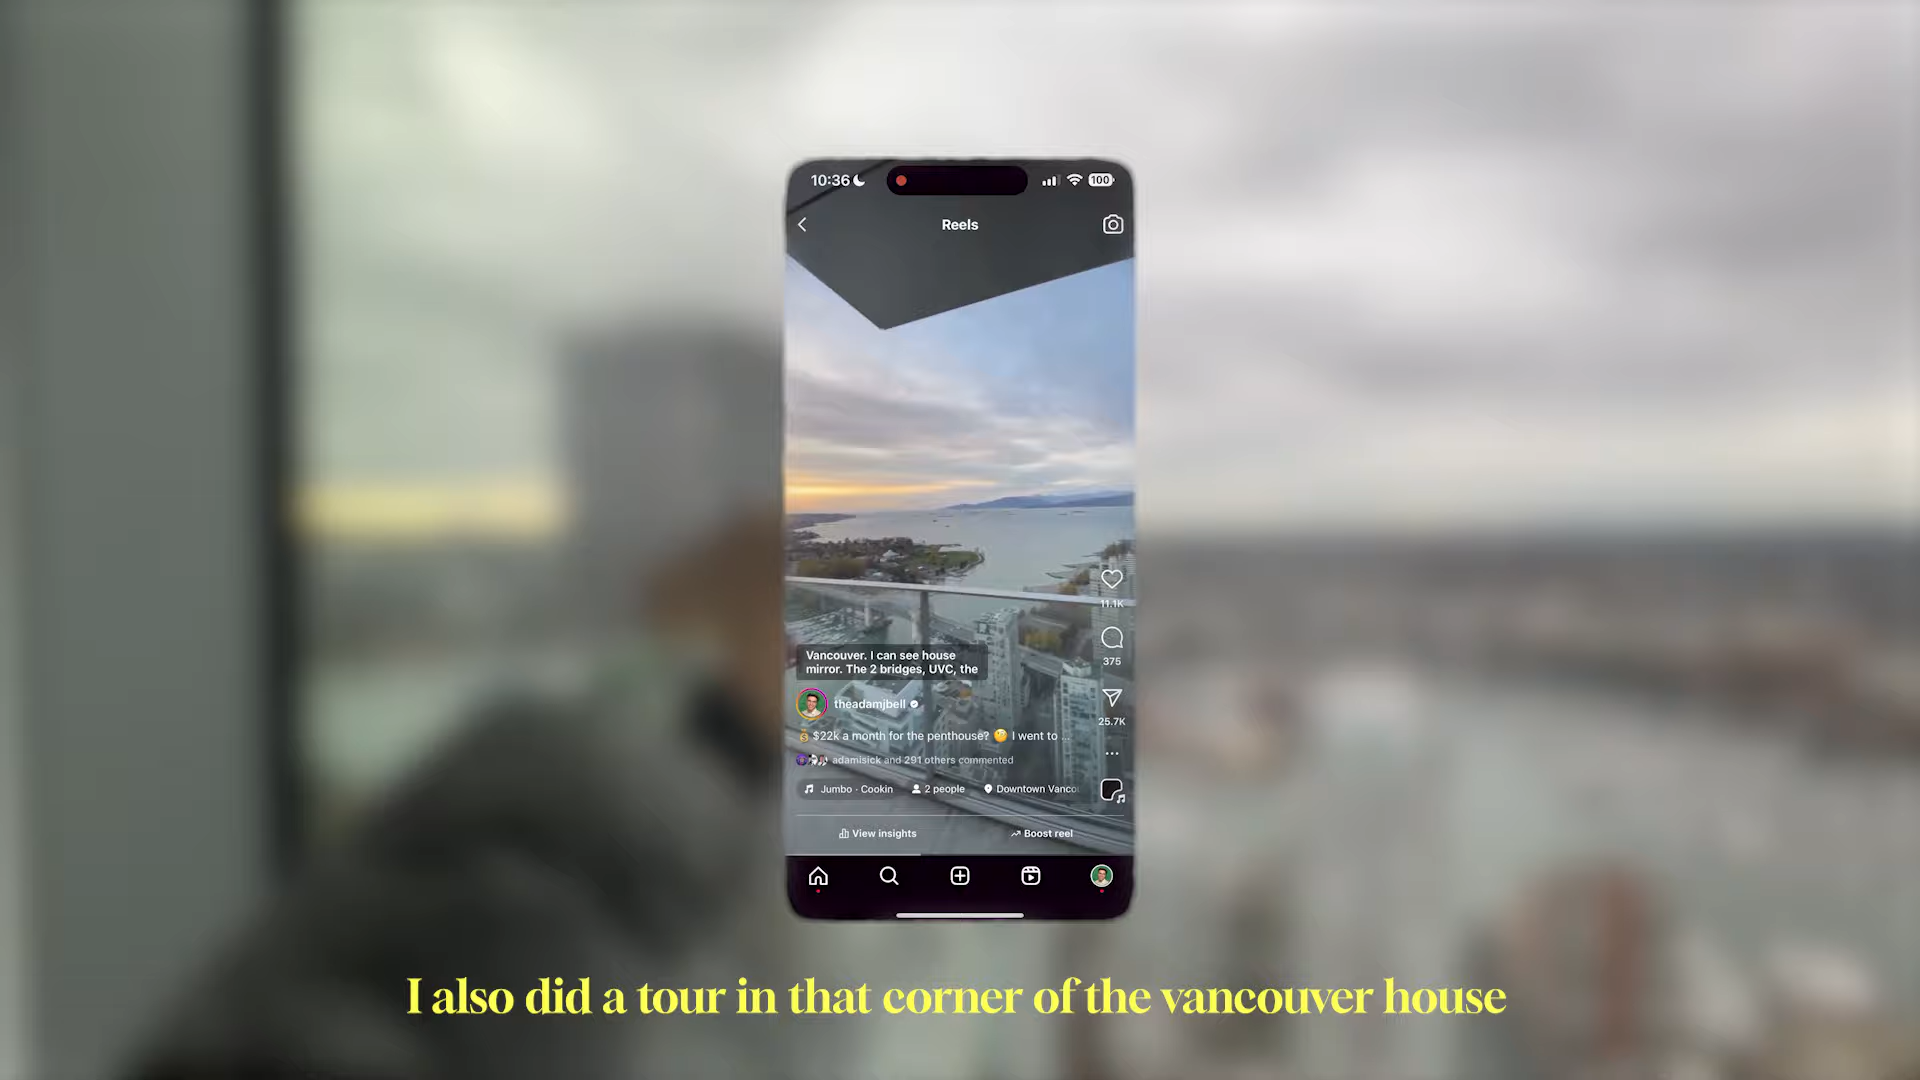 10:36
100
Reels
11.1K
375
Vancouver. I can see house
mirror. The 2 bridges, UVC, the
theadamjbell
25.7K
$22k a month for the penthouse? 🤔 I went to ...
adamisick and 291 others commented
Jumbo · Cookin
2 people
Downtown Vanco
View insights
Boost reel
I also did a tour in that corner of the vancouver house